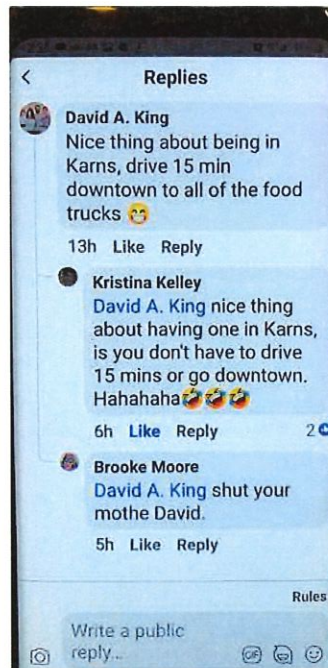 Replies
David A. King
Nice thing about being in
Karns, drive 15 min
downtown to all of the food
trucks 😁
13h Like Reply
Kristina Kelley
David A. King nice thing
about having one in Karns,
is you don't have to drive
15 mins or go downtown.
Hahahaha🤣🤣🤣
6h Like Reply 2
Brooke Moore
David A. King shut your
mothe David.
5h Like Reply
Rules
Write a public
reply...
GIF